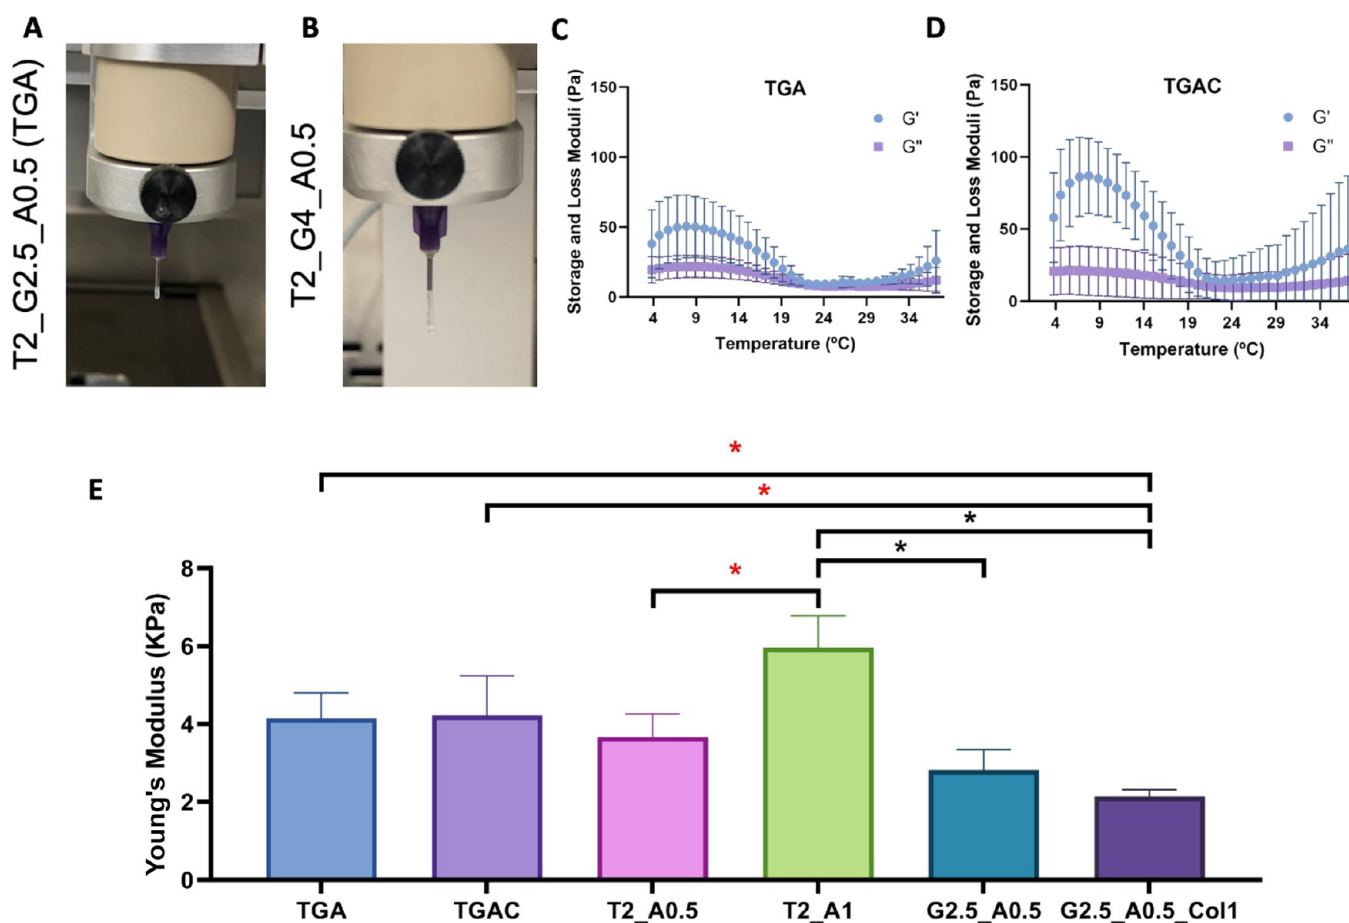 A
T2_G2.5_A0.5 (TGA)
B
T2_G4_A0.5
C
TGA
Storage and Loss Moduli (Pa)
150
100
50
0
G'
G"
4 9 14 19 24 29 34
Temperature (ºC)
D
TGAC
Storage and Loss Moduli (Pa)
150
100
50
0
G'
G"
4 9 14 19 24 29 34
Temperature (ºC)
E
*
*
*
*
*
Young's Modulus (KPa)
8
6
4
2
0
TGA TGAC T2_A0.5 T2_A1 G2.5_A0.5 G2.5_A0.5_Col1